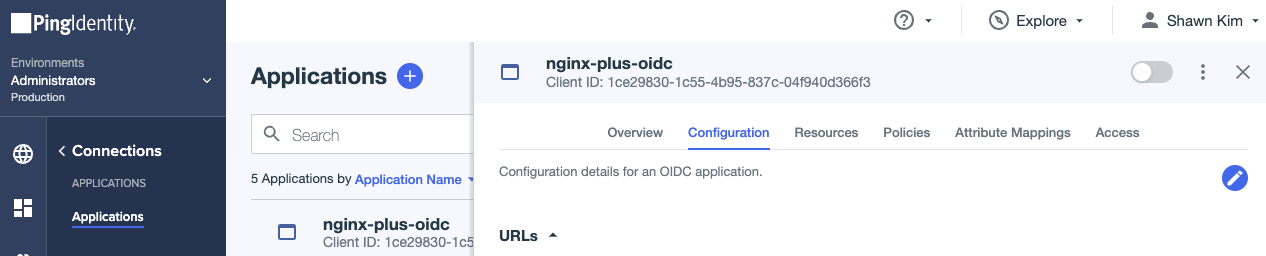 PingIdentity.
Explore
Shawn Kim
Environments
Administrators
Production
Connections
APPLICATIONS
Applications
Applications
Search
5 Applications by Application Name
nginx-plus-oidc
Client ID: 1ce29830-1c5
nginx-plus-oidc
Client ID: 1ce29830-1c55-4b95-837c-04f940d366f3
Overview Configuration Resources Policies Attribute Mappings Access
Configuration details for an OIDC application.
URLs